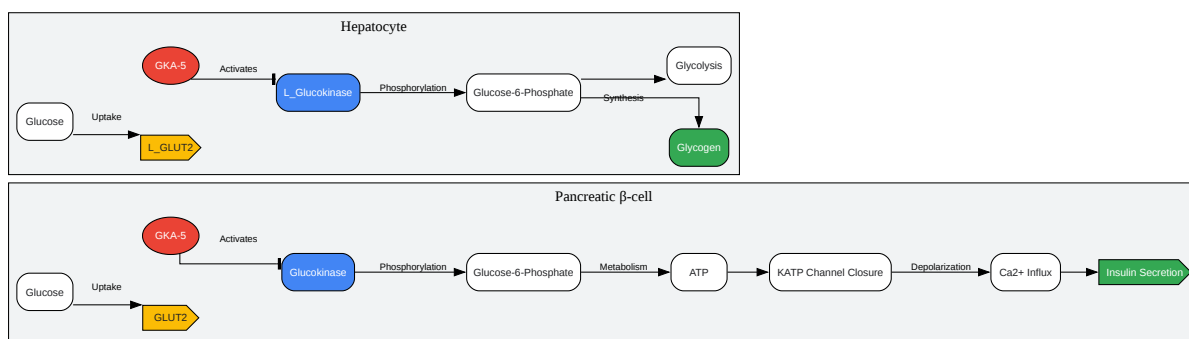 Hepatocyte
GKA-5
Activates
L_Glucokinase
Phosphorylation
Glucose-6-Phosphate
Glycolysis
Synthesis
Glycogen
Glucose
Uptake
L_GLUT2
Pancreatic β-cell
GKA-5
Activates
Glucokinase
Phosphorylation
Glucose-6-Phosphate
Metabolism
ATP
KATP Channel Closure
Depolarization
Ca2+ Influx
Insulin Secretion
Glucose
Uptake
GLUT2